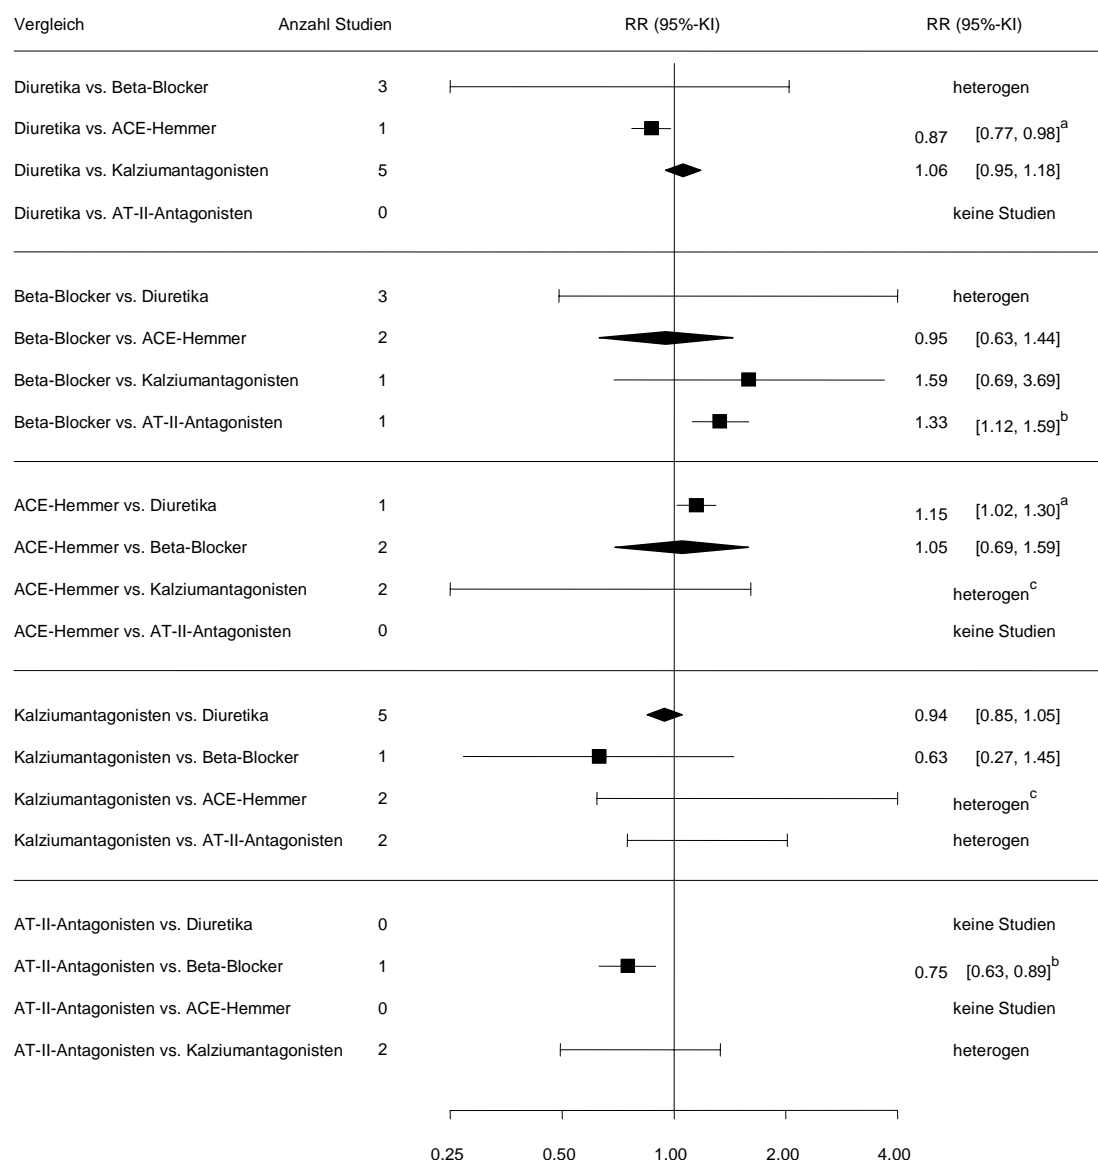 Vergleich Anzahl Studien RR (95%-KI) RR (95%-KI)
Diuretika vs. Beta-Blocker 3 heterogen
Diuretika vs. ACE-Hemmer 1 0.87 [0.77, 0.98]a
Diuretika vs. Kalziumantagonisten 5 1.06 [0.95, 1.18]
Diuretika vs. AT-II-Antagonisten 0 keine Studien
Beta-Blocker vs. Diuretika 3 heterogen
Beta-Blocker vs. ACE-Hemmer 2 0.95 [0.63, 1.44]
Beta-Blocker vs. Kalziumantagonisten 1 1.59 [0.69, 3.69]
Beta-Blocker vs. AT-II-Antagonisten 1 1.33 [1.12, 1.59]b
ACE-Hemmer vs. Diuretika 1 1.15 [1.02, 1.30]a
ACE-Hemmer vs. Beta-Blocker 2 1.05 [0.69, 1.59]
ACE-Hemmer vs. Kalziumantagonisten 2 heterogenc
ACE-Hemmer vs. AT-II-Antagonisten 0 keine Studien
Kalziumantagonisten vs. Diuretika 5 0.94 [0.85, 1.05]
Kalziumantagonisten vs. Beta-Blocker 1 0.63 [0.27, 1.45]
Kalziumantagonisten vs. ACE-Hemmer 2 heterogenc
Kalziumantagonisten vs. AT-II-Antagonisten 2 heterogen
AT-II-Antagonisten vs. Diuretika 0 keine Studien
AT-II-Antagonisten vs. Beta-Blocker 1 0.75 [0.63, 0.89]b
AT-II-Antagonisten vs. ACE-Hemmer 0 keine Studien
AT-II-Antagonisten vs. Kalziumantagonisten 2 heterogen
0.25 0.50 1.00 2.00 4.00